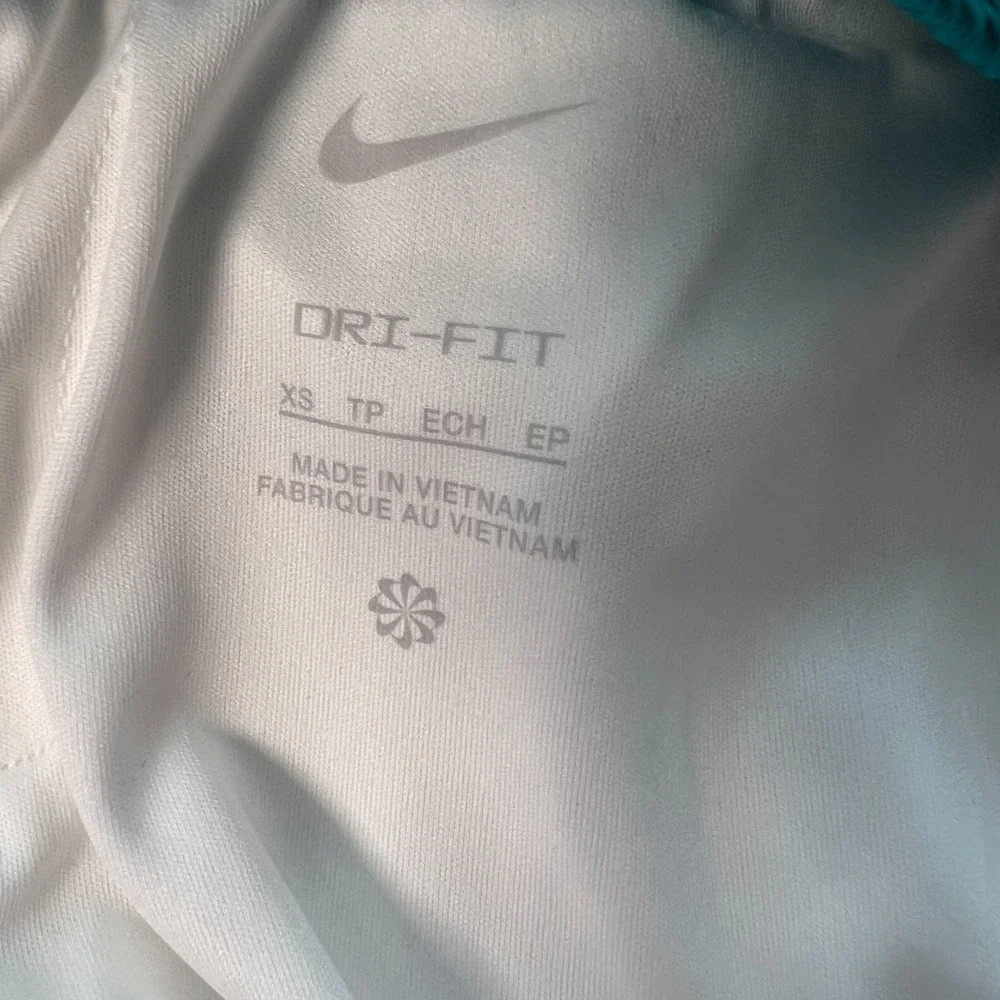 DRI-FIT
XS TP ECH EP
MADE IN VIETNAM
FABRIQUE AU VIETNAM